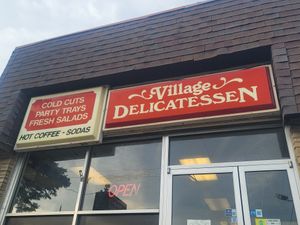 COLD CUTS
PARTY TRAYS
FRESH SALADS
HOT COFFEE - SODAS
Village
DELICATESSEN
OPEN